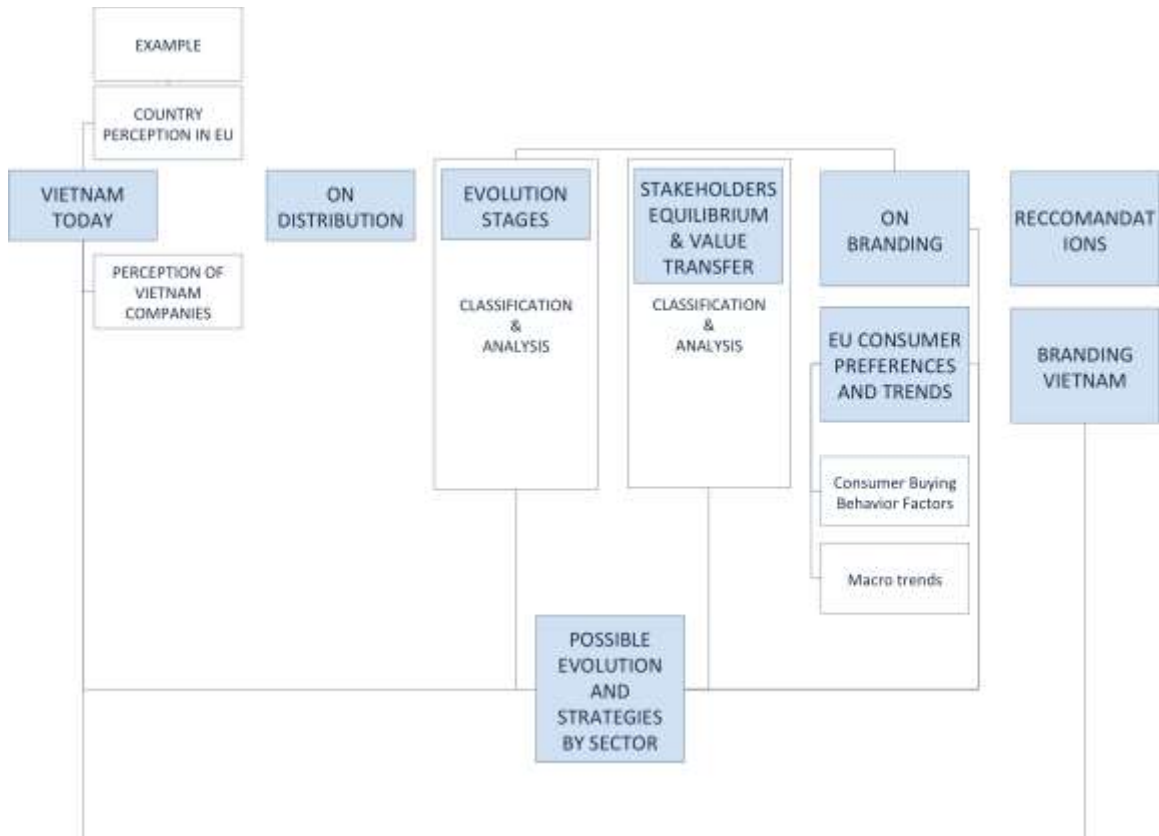 EXAMPLE
COUNTRY
PERCEPTION IN EU
VIETNAM
TODAY
PERCEPTION OF
VIETNAM
COMPANIES
ON
DISTRIBUTION
EVOLUTION
STAGES
CLASSIFICATION
&
ANALYSIS
STAKEHOLDERS
EQUILIBRIUM
& VALUE
TRANSFER
CLASSIFICATION
&
ANALYSIS
ON
BRANDING
EU CONSUMER
PREFERENCES
AND TRENDS
Consumer Buying
Behavior Factors
Macro trends
RECCOMANDAT
IONS
BRANDING
VIETNAM
POSSIBLE
EVOLUTION
AND
STRATEGIES
BY SECTOR